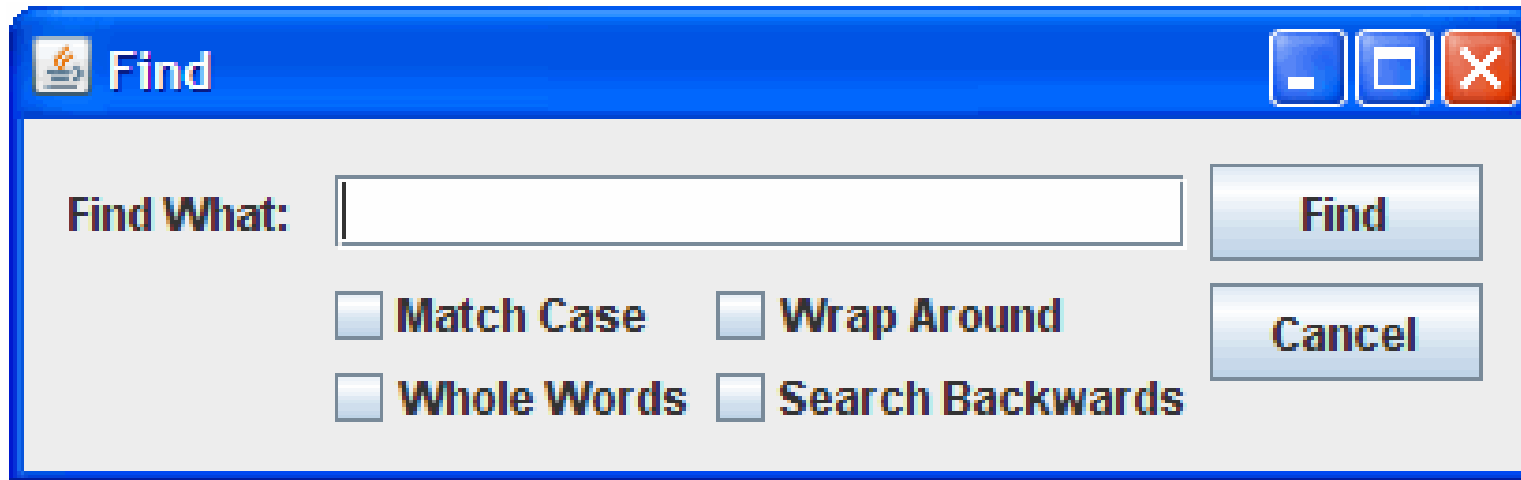 Find
Find What:
Find
Match Case
Wrap Around
Cancel
Whole Words
Search Backwards